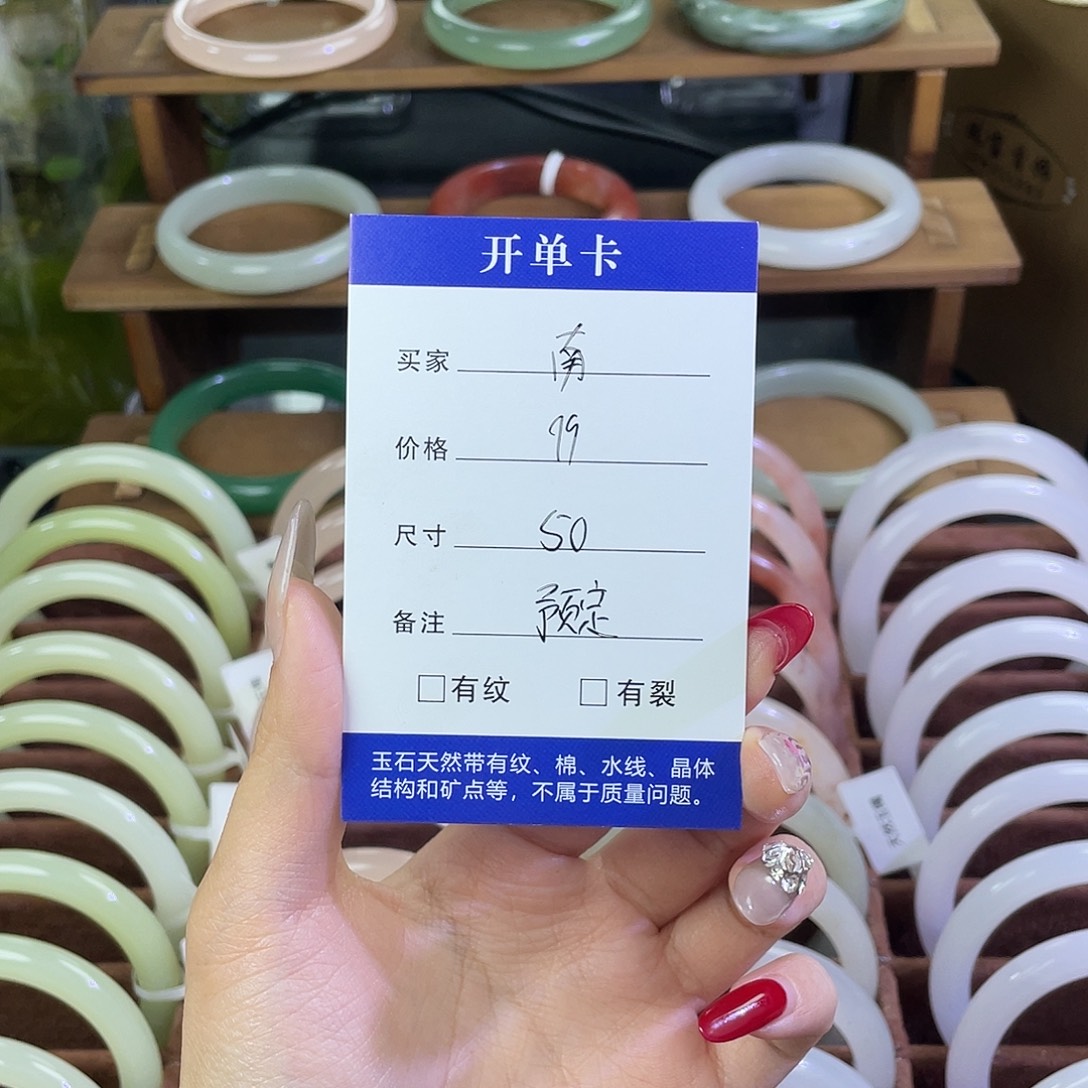 开单卡
买家 南
价格 99
尺寸 50
备注 预定
□有纹 □有裂
玉石天然带有纹、棉、水线、晶体
结构和矿点等，不属于质量问题。